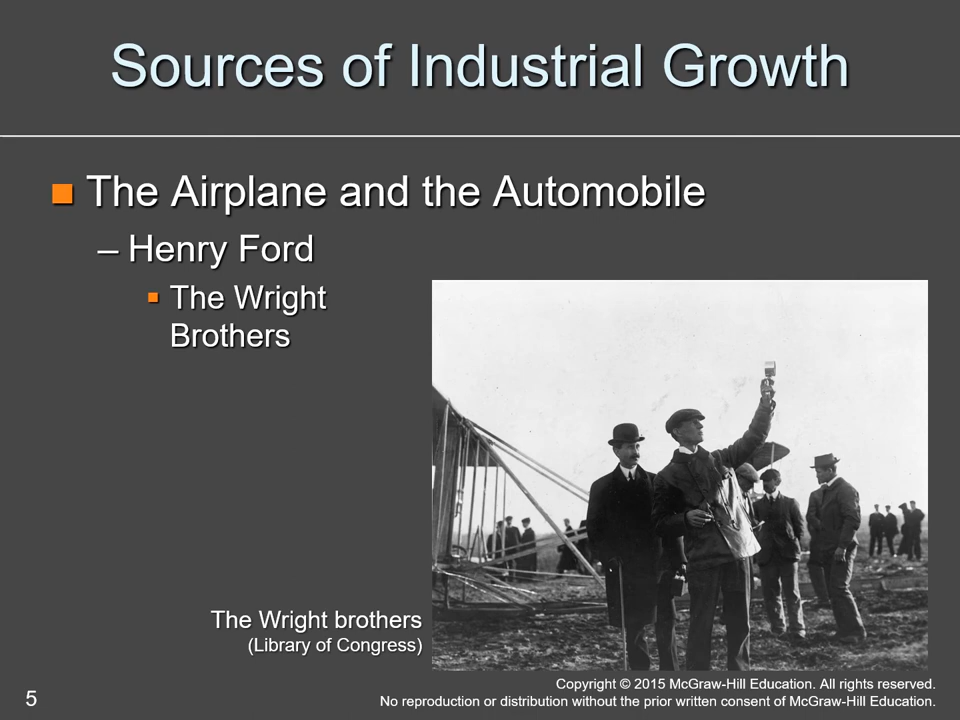 Sources of Industrial Growth
The Airplane and the Automobile
– Henry Ford
The Wright
Brothers
The Wright brothers
(Library of Congress)
5
Copyright © 2015 McGraw-Hill Education. All rights reserved.
No reproduction or distribution without the prior written consent of McGraw-Hill Education.